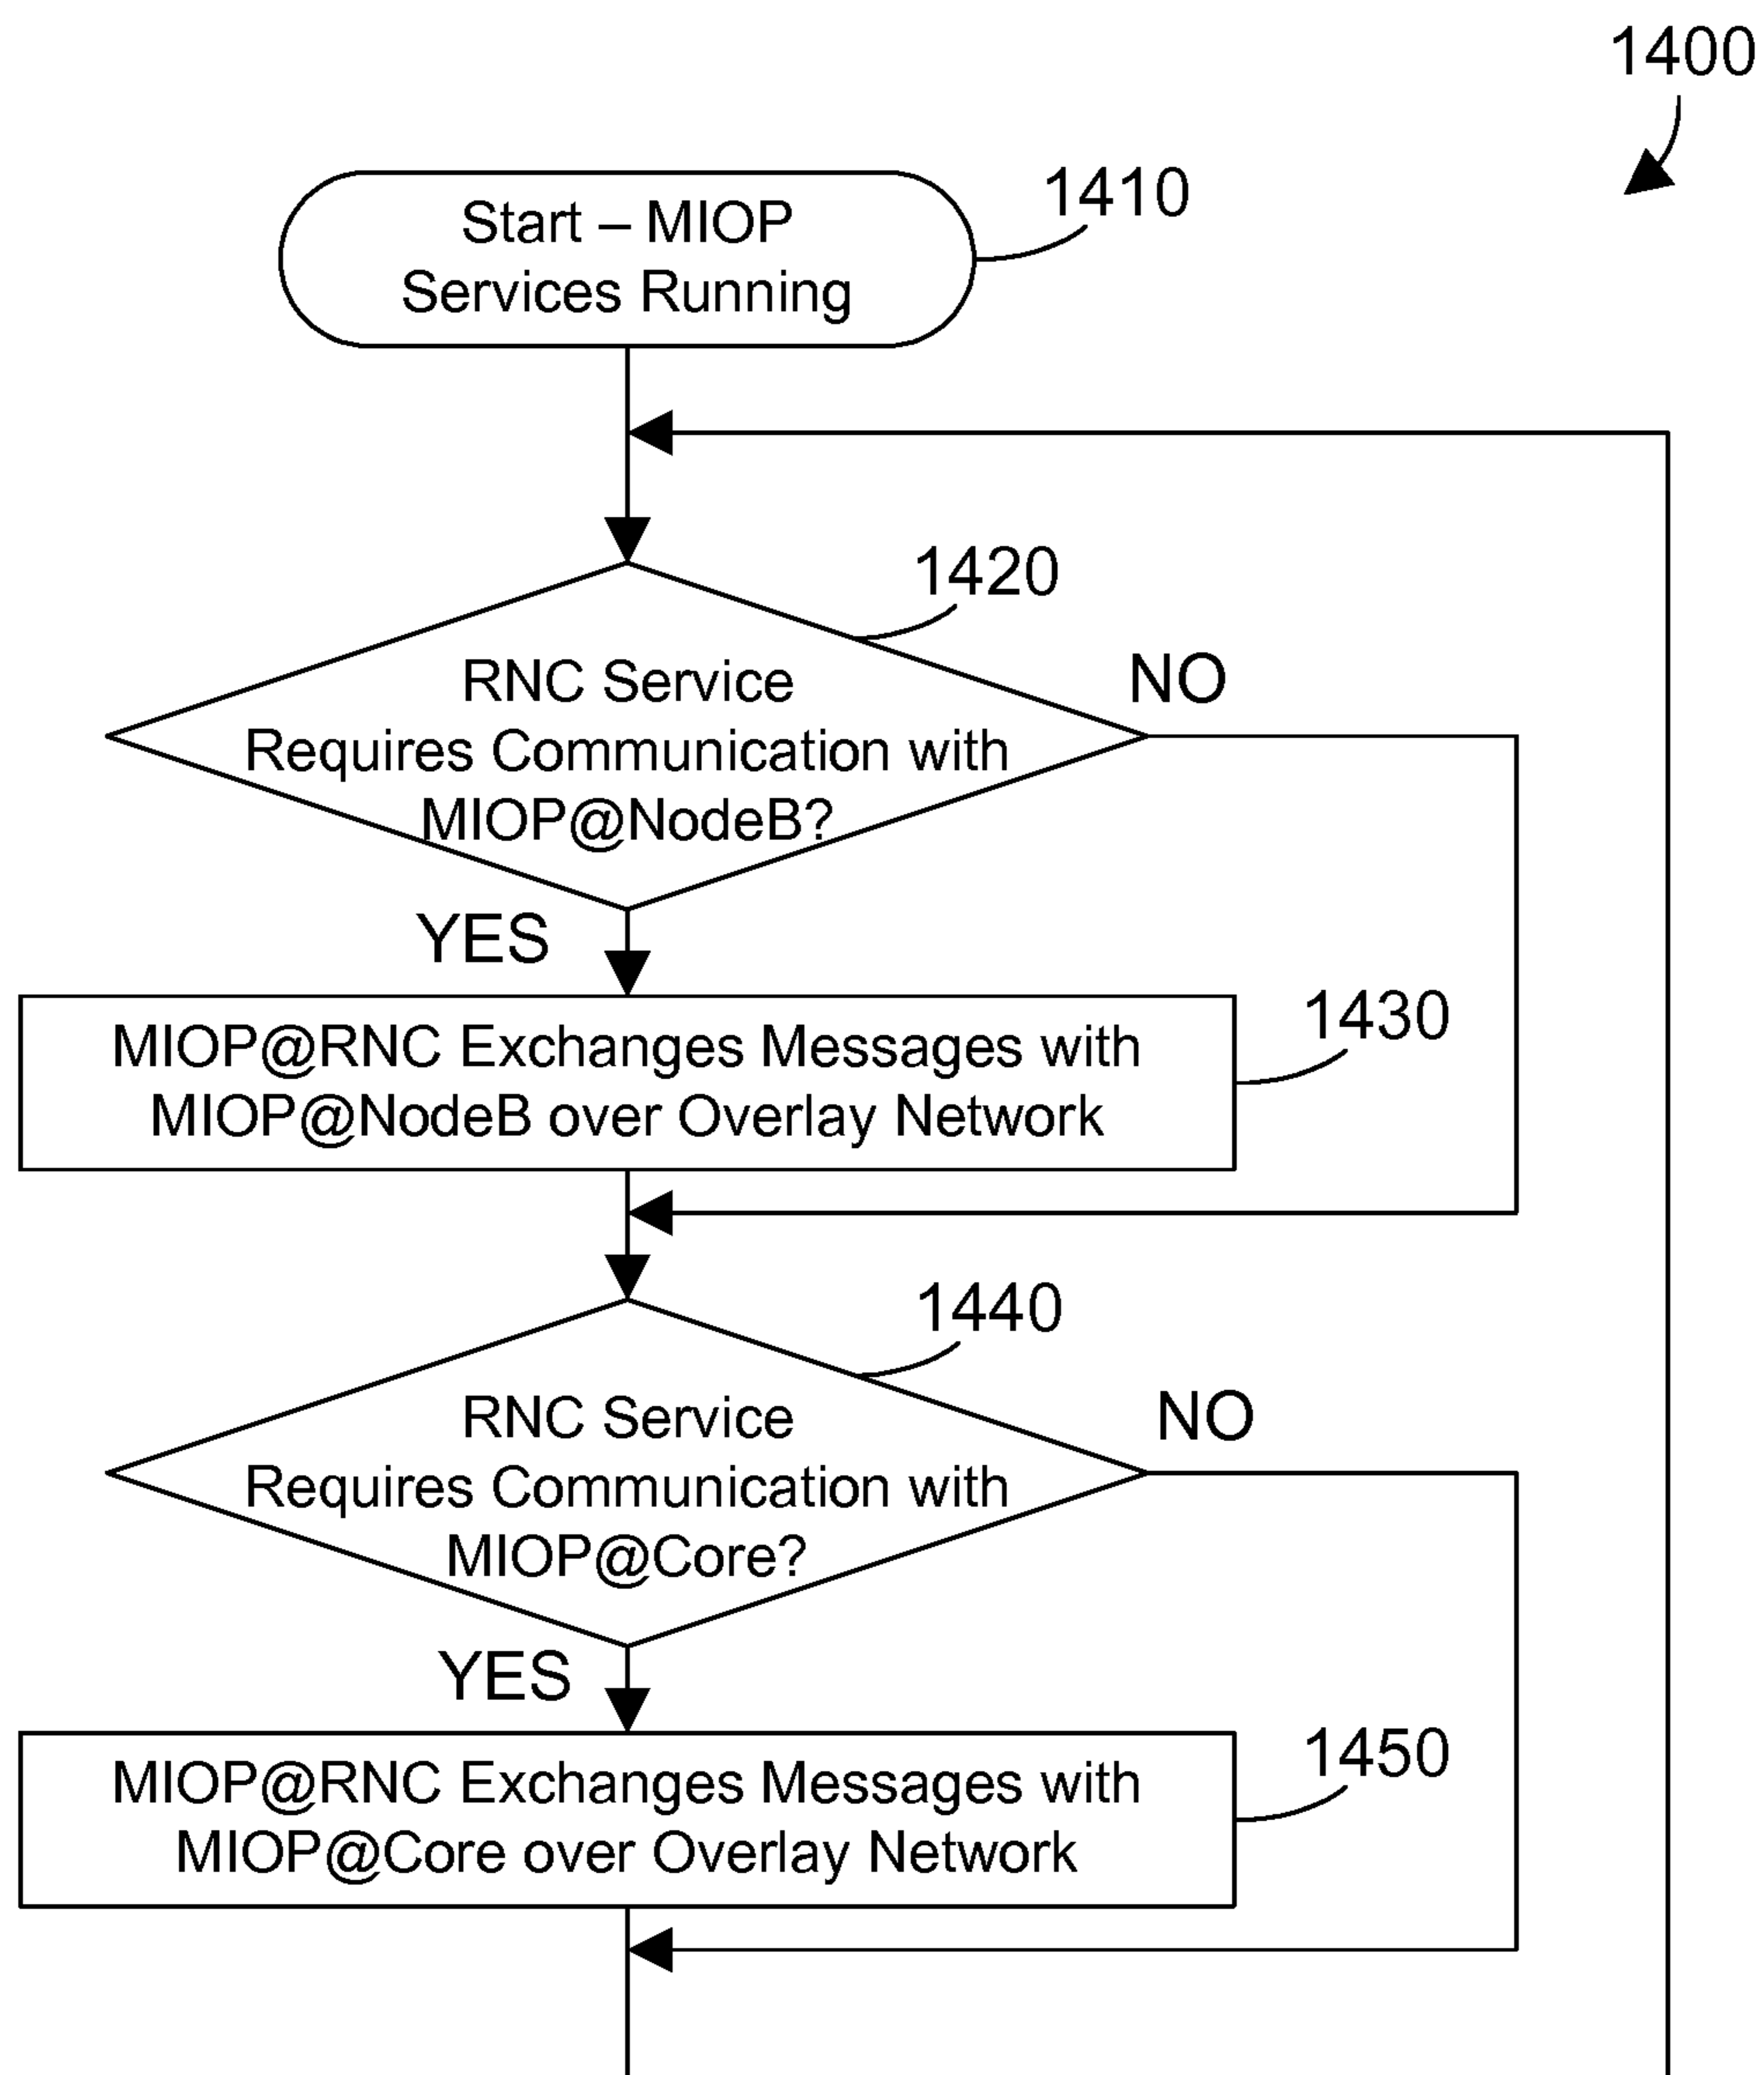 1400
1410
Start – MIOP
Services Running
1420
RNC Service
Requires Communication with
MIOP@NodeB?
NO
YES
1430
MIOP@RNC Exchanges Messages with
MIOP@NodeB over Overlay Network
1440
RNC Service
Requires Communication with
MIOP@Core?
NO
YES
1450
MIOP@RNC Exchanges Messages with
MIOP@Core over Overlay Network